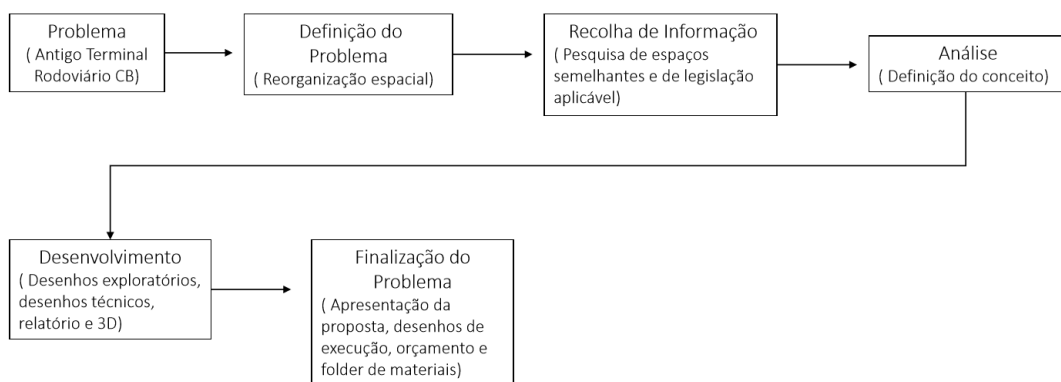 Problema
( Antigo Terminal
Rodoviário CB)
Definição do
Problema
( Reorganização espacial)
Recolha de Informação
( Pesquisa de espaços
semelhantes e de legislação
aplicável)
Análise
( Definição do conceito)
Desenvolvimento
( Desenhos exploratórios,
desenhos técnicos,
relatório e 3D)
Finalização do
Problema
( Apresentação da
proposta, desenhos de
execução, orçamento e
folder de materiais)